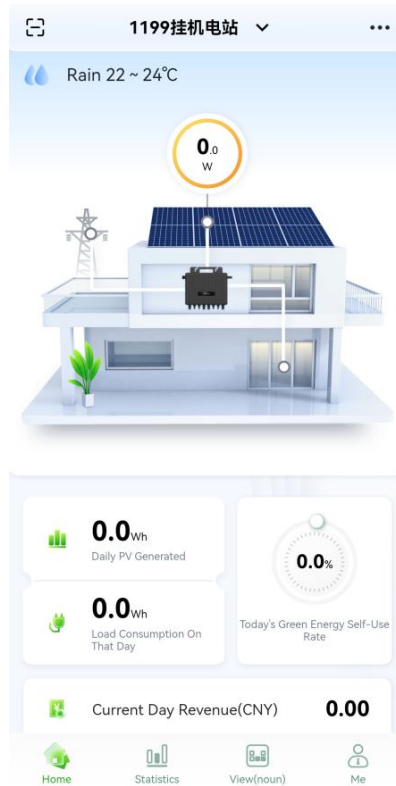 1199挂机电站
Rain 22 ~ 24℃
0.0
W
0.0Wh
Daily PV Generated
0.0Wh
Load Consumption On
That Day
0.0%
Today's Green Energy Self-Use
Rate
Current Day Revenue(CNY) 0.00
Home Statistics View(noun) Me